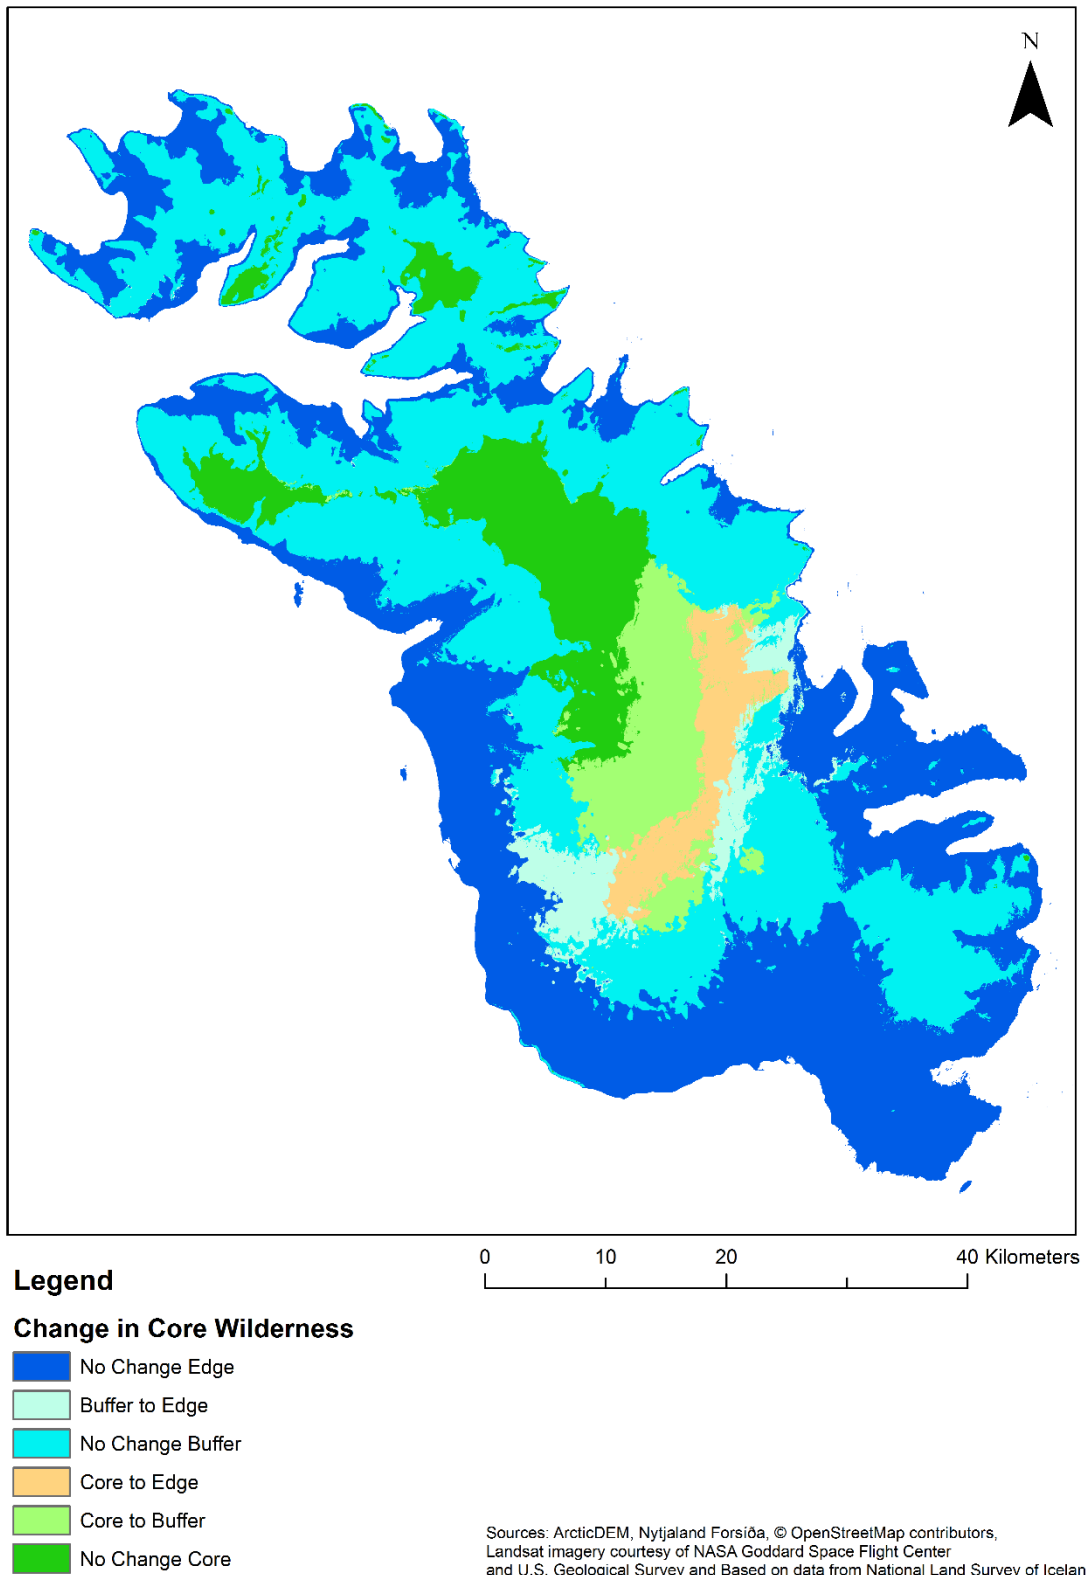 N
0 10 20 40 Kilometers
Legend
Change in Core Wilderness
No Change Edge
Buffer to Edge
No Change Buffer
Core to Edge
Core to Buffer
No Change Core
Sources: ArcticDEM, Nytjaland Forsíða, © OpenStreetMap contributors,
Landsat imagery courtesy of NASA Goddard Space Flight Center
and U.S. Geological Survey and Based on data from National Land Survey of Icelan